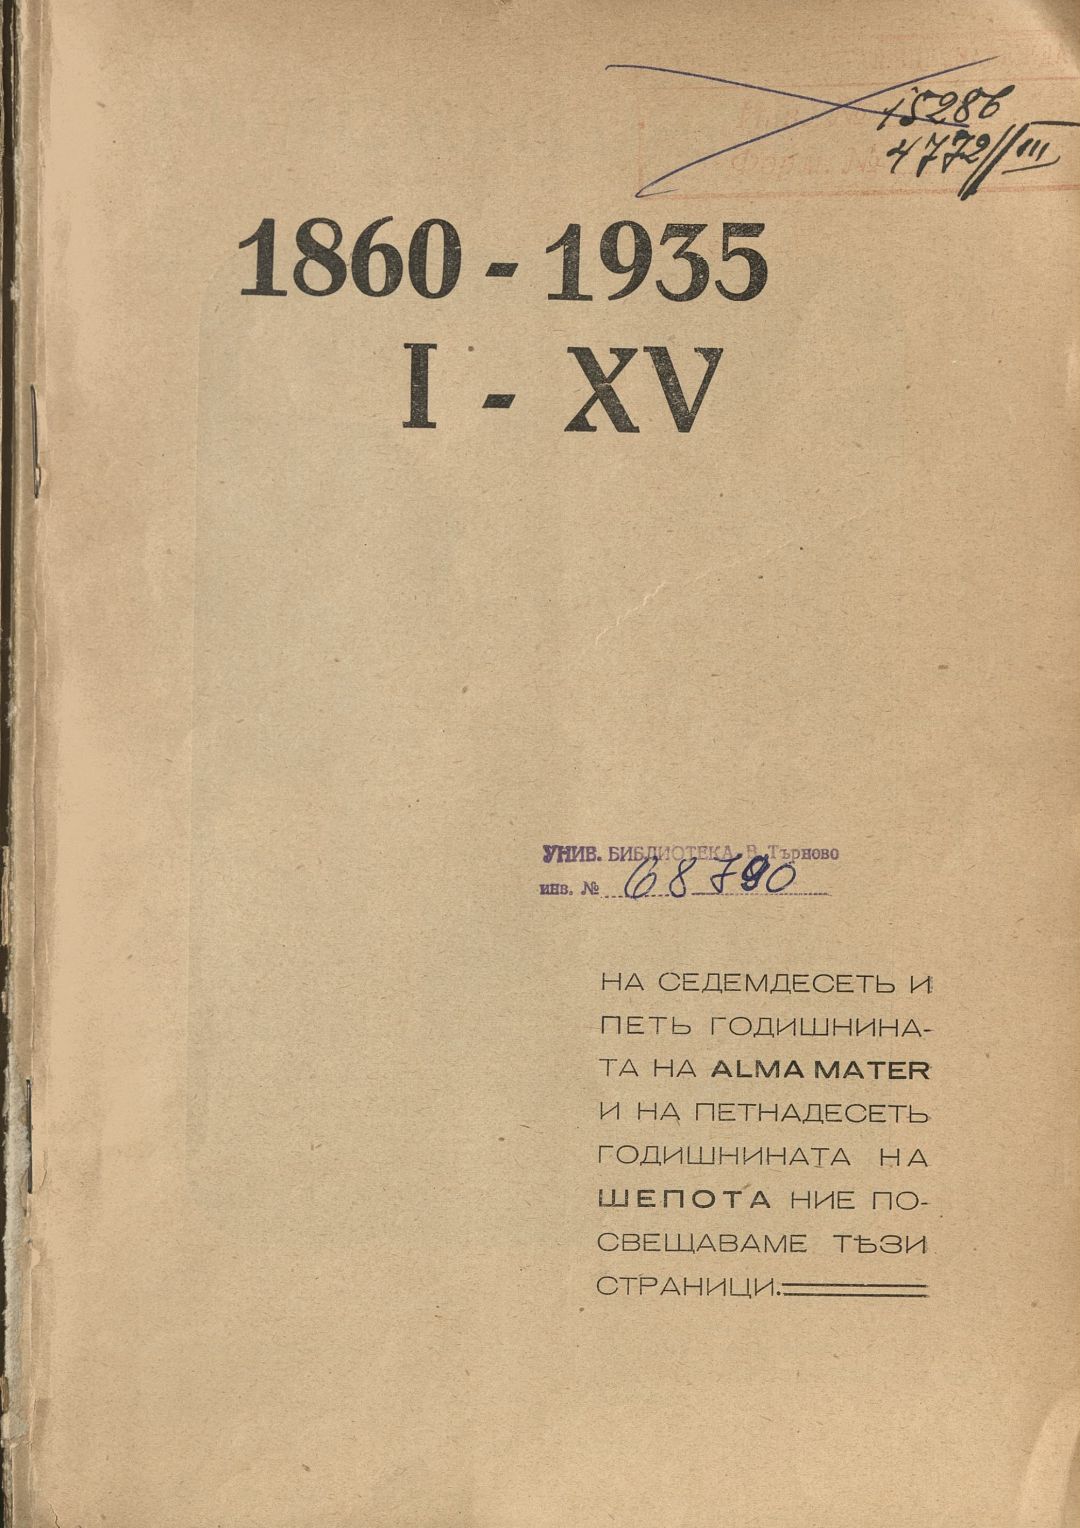 15286
4772/III
1860 - 1935
I - XV
УНИВ. БИБЛИОТЕКА В. Търново
инв. № 68790
НА СЕДЕМДЕСЕТЬ И
ПЕТЬ ГОДИШНИНА-
ТА НА ALMA MATER
И НА ПЕТНАДЕСЕТЬ
ГОДИШНИНАТА НА
ШЕПОТА НИЕ ПО-
СВЕЩАВАМЕ ТѢЗИ
СТРАНИЦИ.